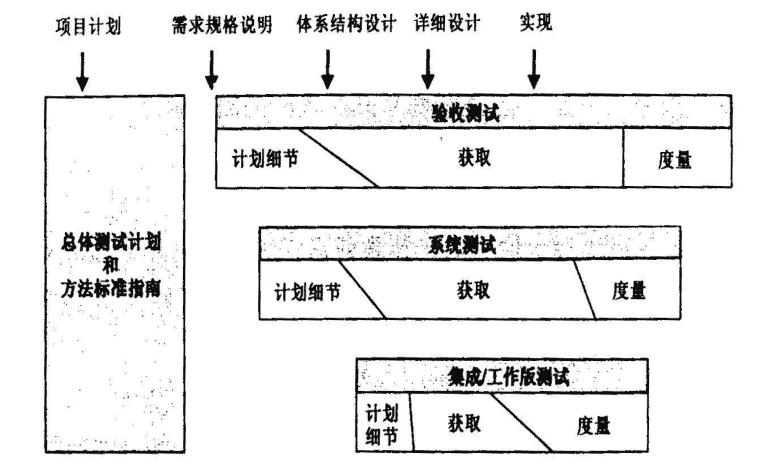 项目计划
需求规格说明
体系结构设计
详细设计
实现
验收测试
计划细节
获取
度量
总体测试计划
和
方法标准指南
系统测试
计划细节
获取
度量
集成/工作版测试
计划
细节
获取
度量